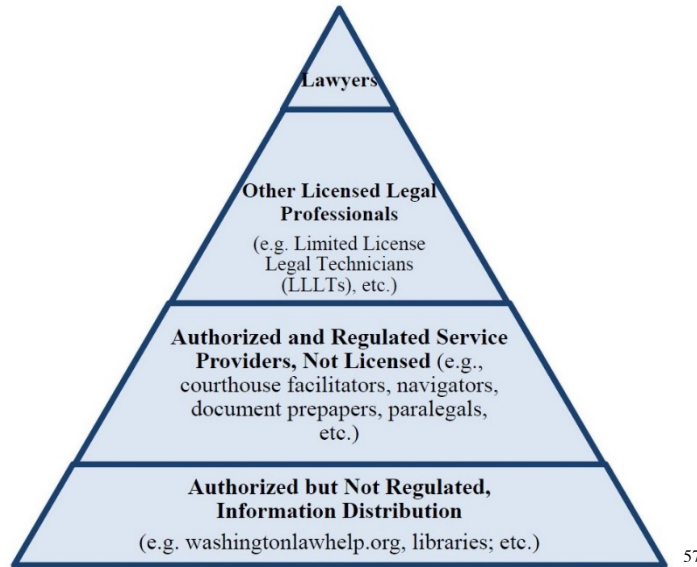 Lawyers
Other Licensed Legal
Professionals
(e.g. Limited License
Legal Technicians
(LLLTs), etc.)
Authorized and Regulated Service
Providers, Not Licensed (e.g.,
courthouse facilitators, navigators,
document prepapers, paralegals,
etc.)
Authorized but Not Regulated,
Information Distribution
(e.g. washingtonlawhelp.org, libraries; etc.)
57